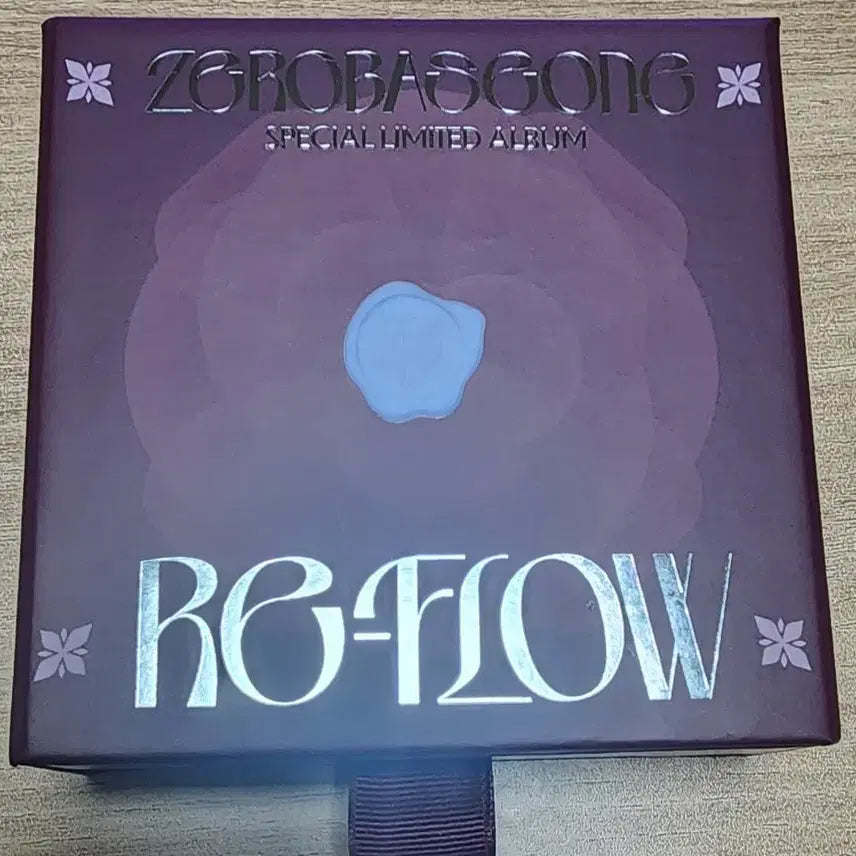 ZEROBASEONE
SPECIAL LIMITED ALBUM
RE-FLOW